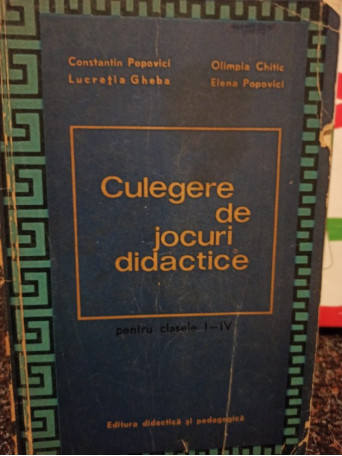 Constantin Popovici Olimpia Chitic
Lucreția Gheba Elena Popovici
Culegere
de
jocuri
didactice
pentru clasele I—IV
Editura didactică și pedagogică